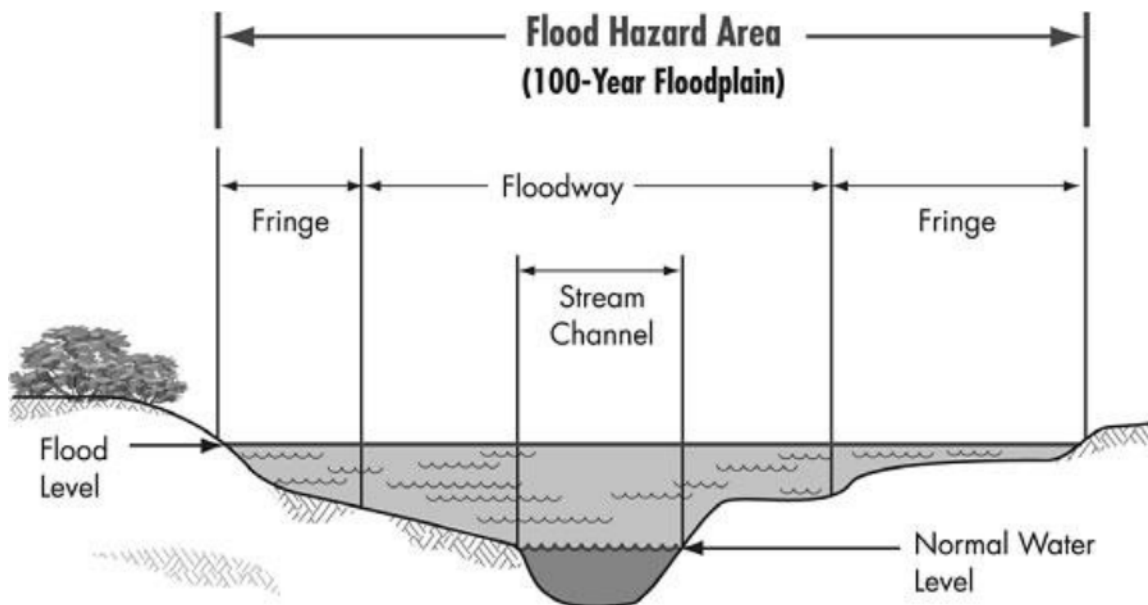 Flood Hazard Area
(100-Year Floodplain)
Floodway
Fringe
Fringe
Stream
Channel
Flood
Level
Normal Water
Level